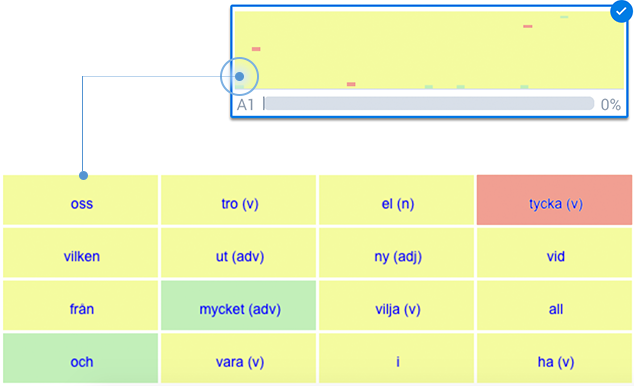 A1 0%
oss tro (v) el (n) tycka (v)
vilken ut (adv) ny (adj) vid
från mycket (adv) vilja (v) all
och vara (v) i ha (v)